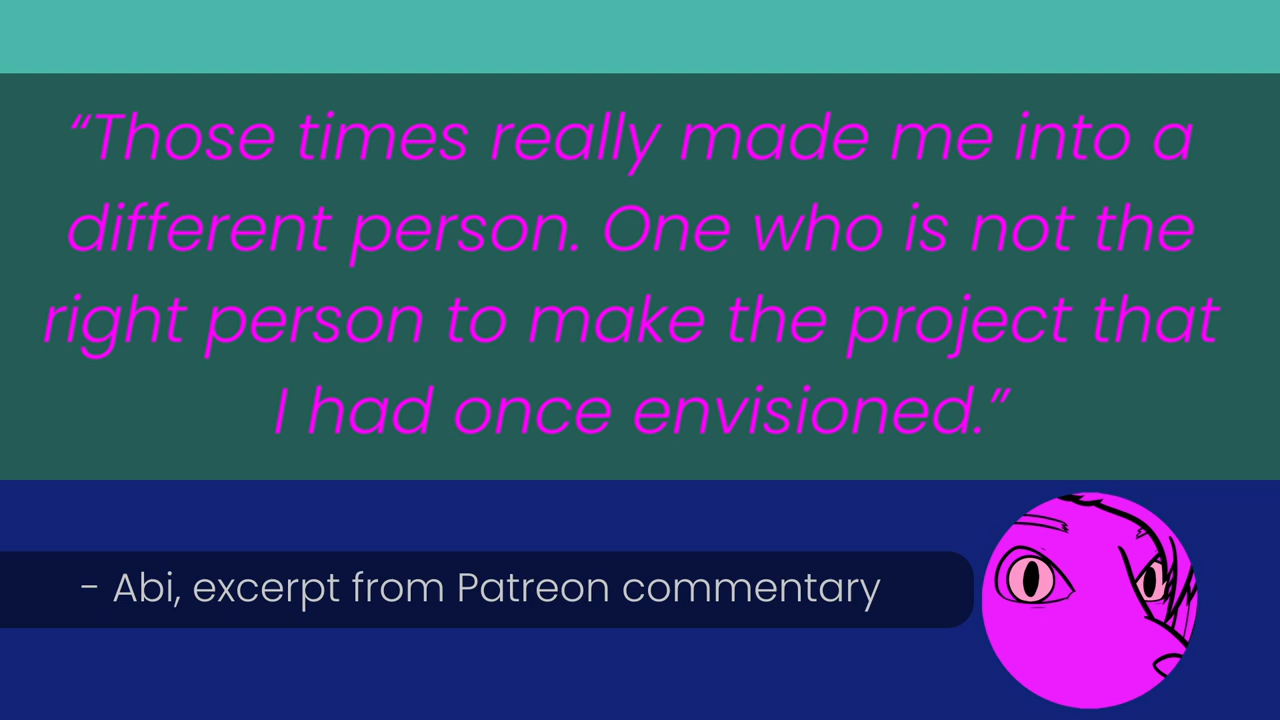 “Those times really made me into a
different person. One who is not the
right person to make the project that
I had once envisioned.”
- Abi, excerpt from Patreon commentary